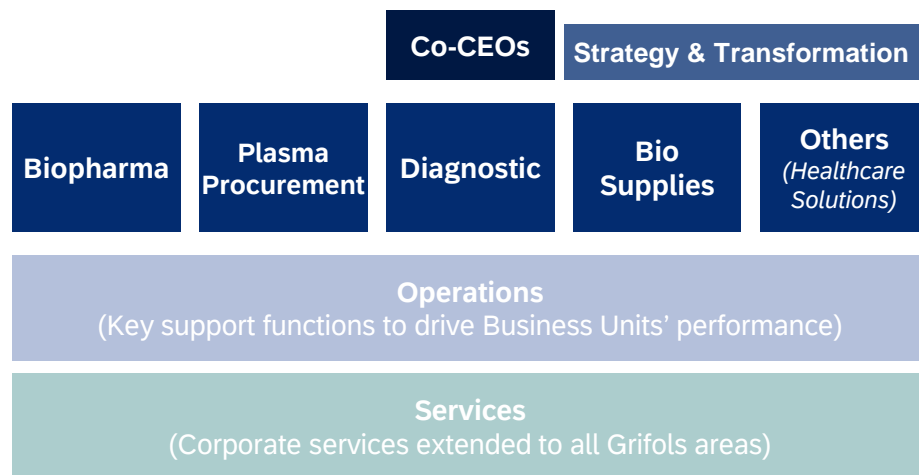 Co-CEOs
Strategy & Transformation
Biopharma
Plasma
Procurement
Diagnostic
Bio
Supplies
Others
(Healthcare
Solutions)
Operations
(Key support functions to drive Business Units’ performance)
Services
(Corporate services extended to all Grifols areas)